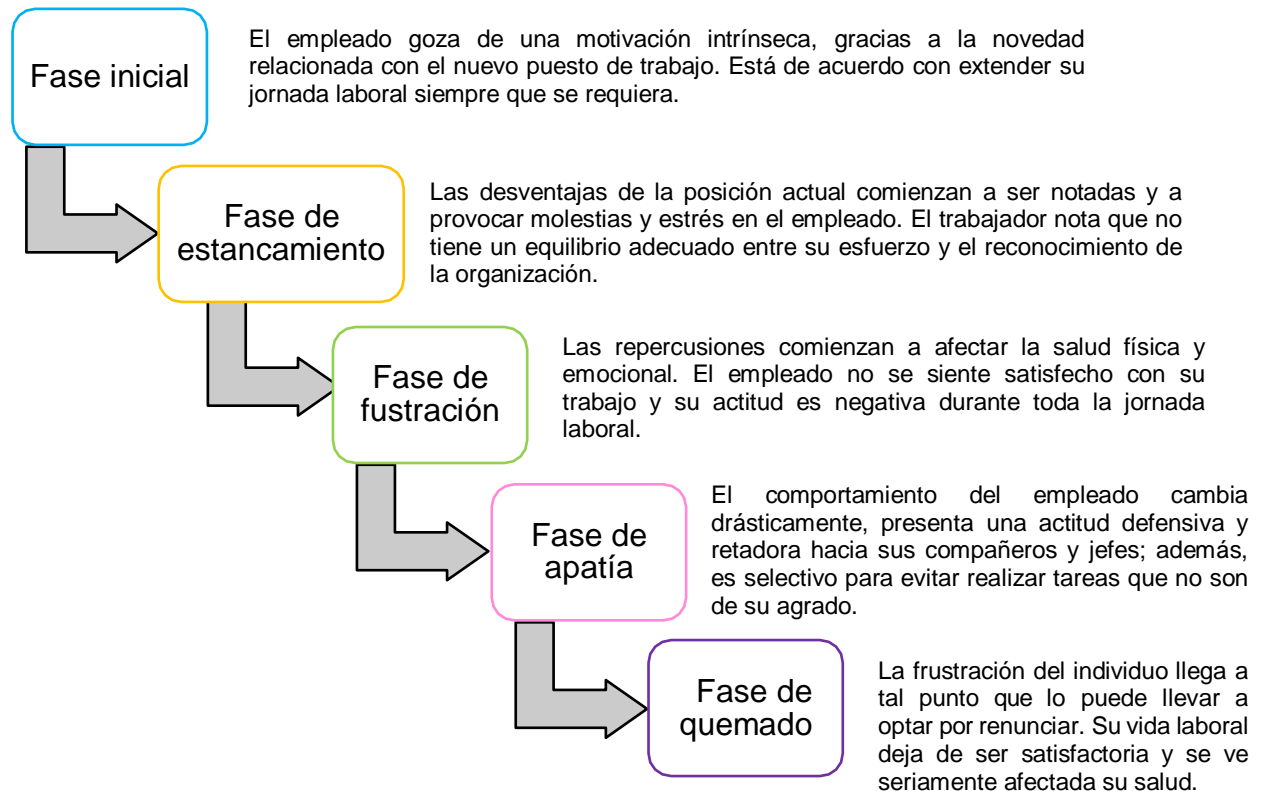 Fase inicial
El empleado goza de una motivación intrínseca, gracias a la novedad
relacionada con el nuevo puesto de trabajo. Está de acuerdo con extender su
jornada laboral siempre que se requiera.
Fase de
estancamiento
Las desventajas de la posición actual comienzan a ser notadas y a
provocar molestias y estrés en el empleado. El trabajador nota que no
tiene un equilibrio adecuado entre su esfuerzo y el reconocimiento de
la organización.
Fase de
fustración
Las repercusiones comienzan a afectar la salud física y
emocional. El empleado no se siente satisfecho con su
trabajo y su actitud es negativa durante toda la jornada
laboral.
Fase de
apatía
El comportamiento del empleado cambia
drásticamente, presenta una actitud defensiva y
retadora hacia sus compañeros y jefes; además,
es selectivo para evitar realizar tareas que no son
de su agrado.
Fase de
quemado
La frustración del individuo llega a
tal punto que lo puede llevar a
optar por renunciar. Su vida laboral
deja de ser satisfactoria y se ve
seriamente afectada su salud.